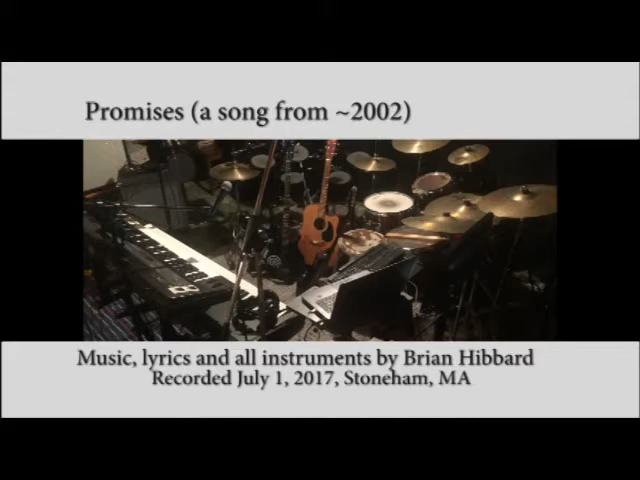 Promises (a song from ~2002)
Music, lyrics and all instruments by Brian Hibbard
Recorded July 1, 2017, Stoneham, MA